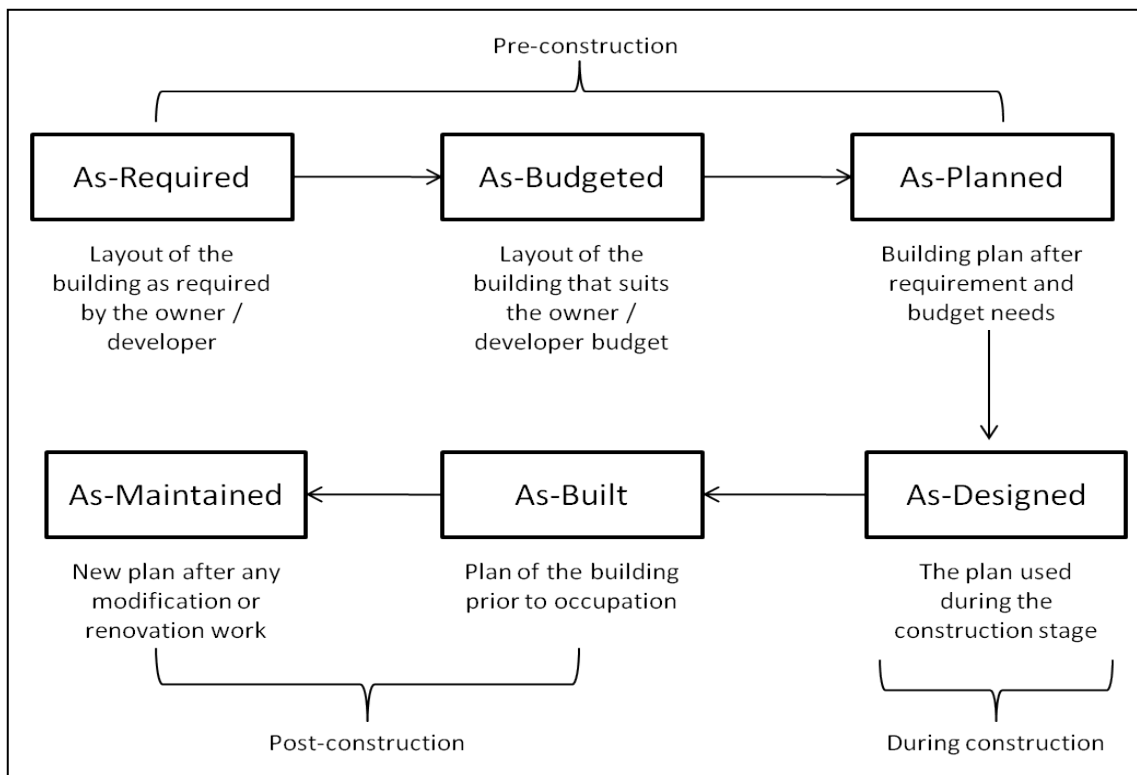 Pre-construction
As-Required
As-Budgeted
As-Planned
Layout of the
building as required
by the owner /
developer
Layout of the
building that suits
the owner /
developer budget
Building plan after
requirement and
budget needs
As-Maintained
As-Built
As-Designed
New plan after any
modification or
renovation work
Plan of the building
prior to occupation
The plan used
during the
construction stage
Post-construction
During construction